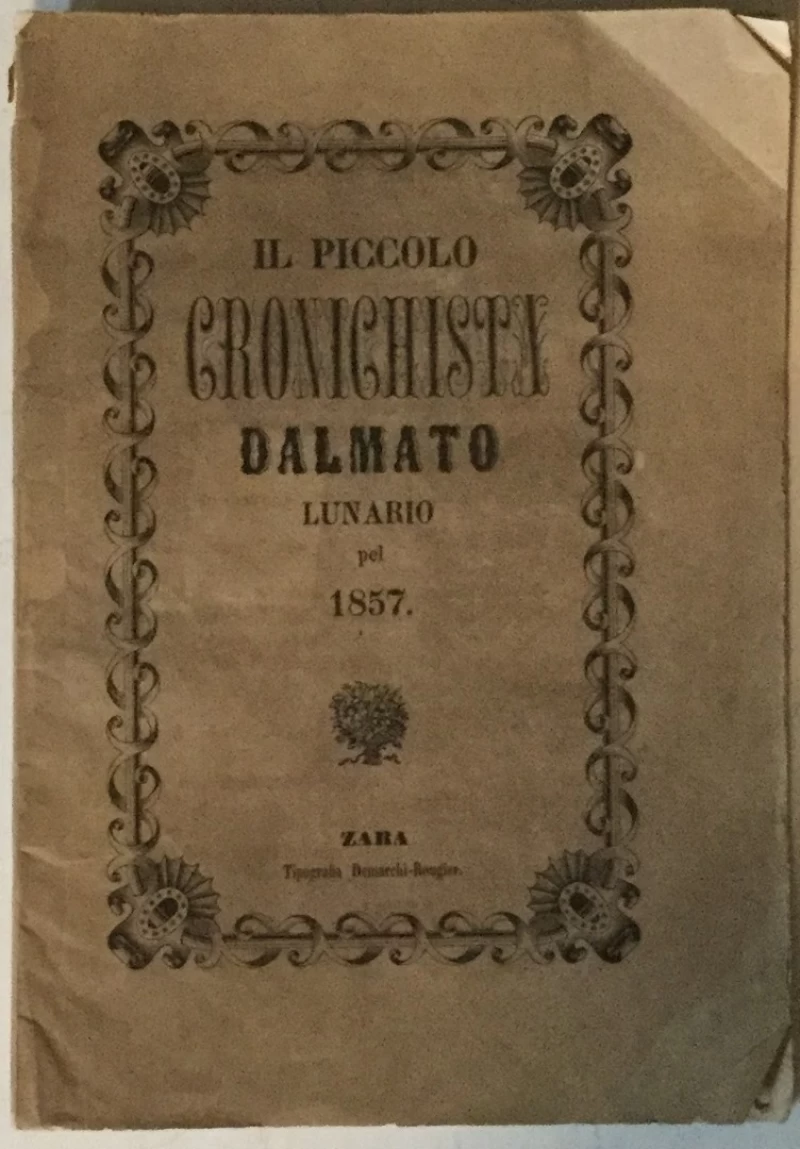 IL PICCOLO
CRONICHISTA
DALMATO
LUNARIO
pel
1857.
ZARA
Tipografia Demarchi-Rougier.